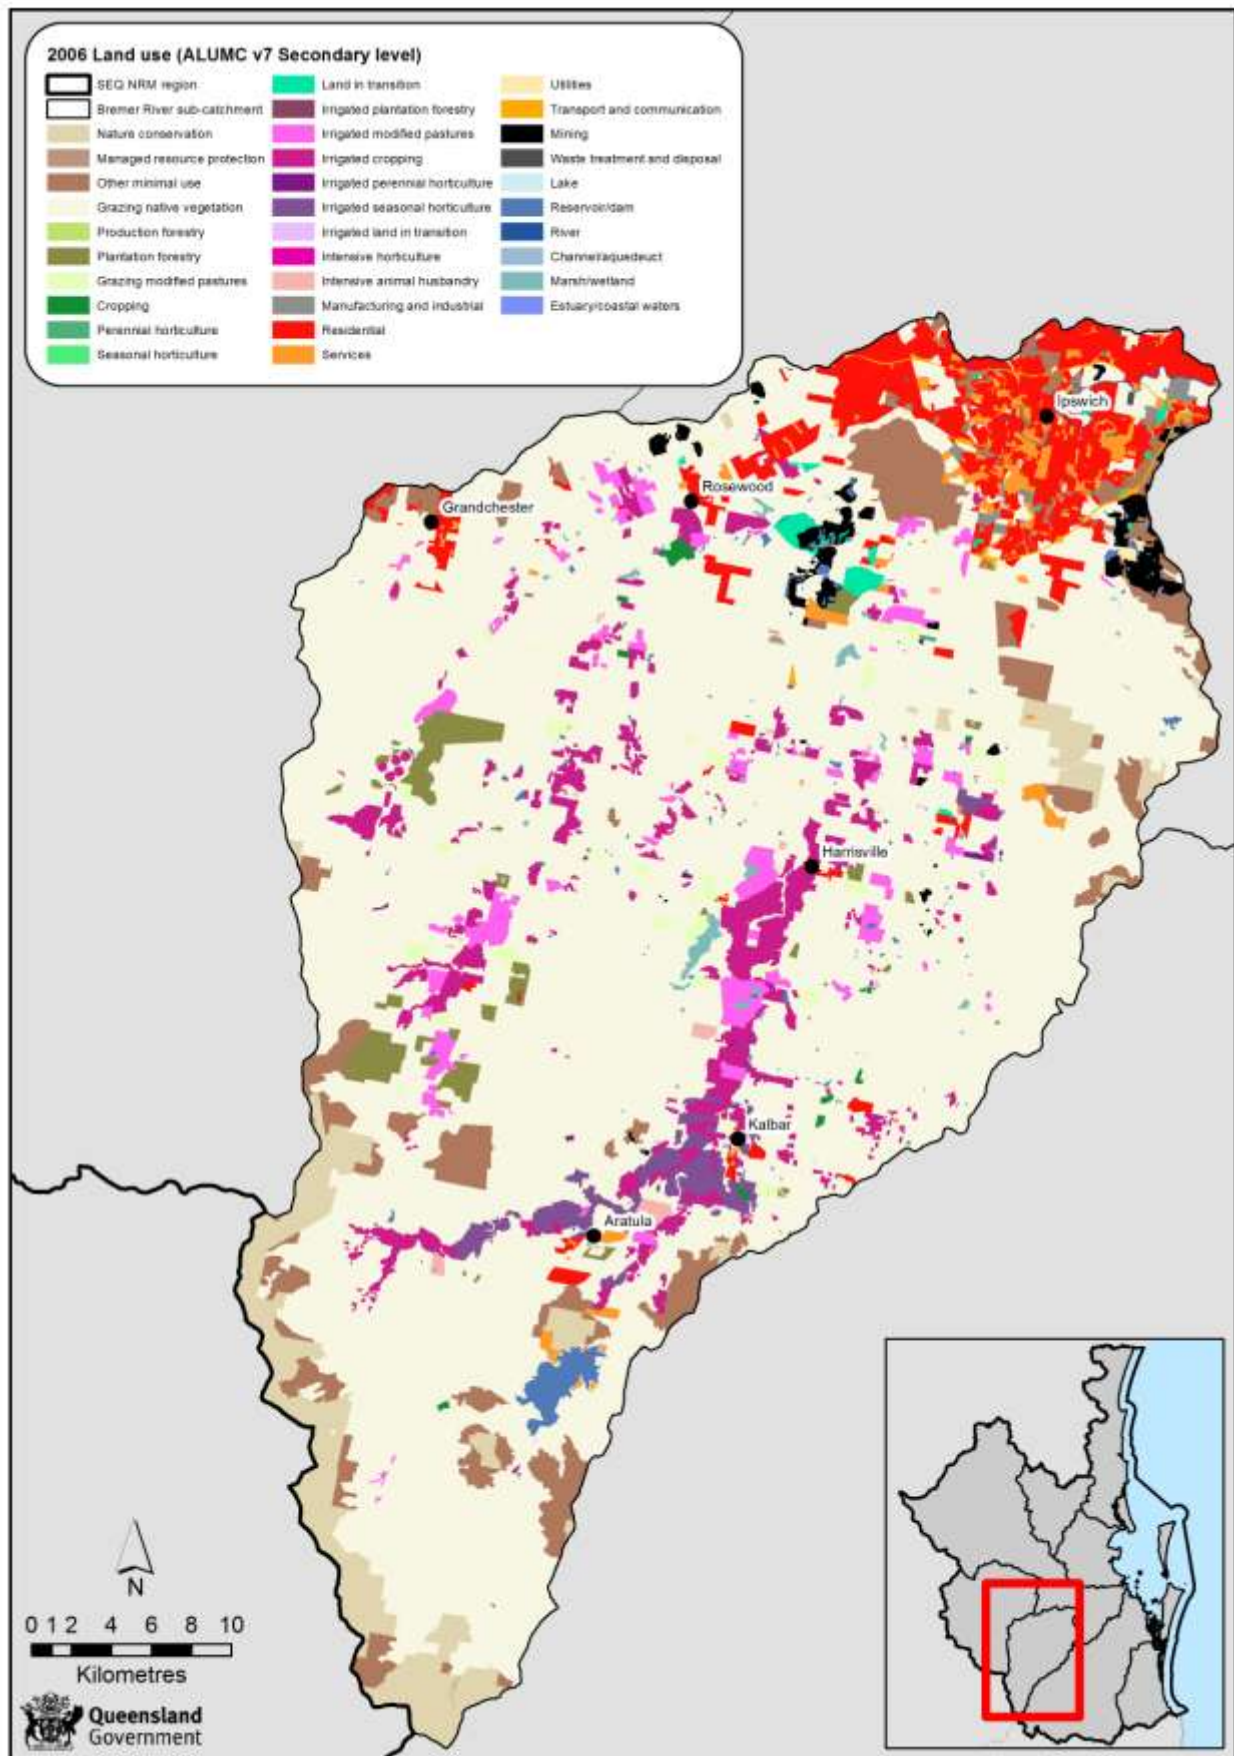 2006 Land use (ALUMC v7 Secondary level)
SEQ NRM region
Bremer River sub-catchment
Nature conservation
Managed resource protection
Other minimal use
Grazing native vegetation
Production forestry
Plantation forestry
Grazing modified pastures
Cropping
Perennial horticulture
Seasonal horticulture
Land in transition
Irrigated plantation forestry
Irrigated modified pastures
Irrigated cropping
Irrigated perennial horticulture
Irrigated seasonal horticulture
Irrigated land in transition
Intensive horticulture
Intensive animal husbandry
Manufacturing and industrial
Residential
Services
Utilities
Transport and communication
Mining
Waste treatment and disposal
Lake
Reservoir/dam
River
Channel/aquedeuct
Marsh/wetland
Estuary/coastal waters
Ipswich
Rosewood
Grandchester
Harrisville
Kalbar
Aratula
N
0 1 2 4 6 8 10
Kilometres
Queensland
Government